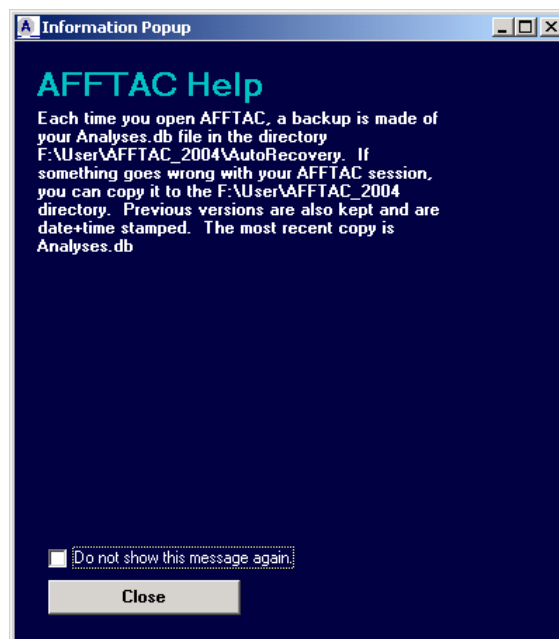 Information Popup
AFFTAC Help
Each time you open AFFTAC, a backup is made of
your Analyses.db file in the directory
F:\User\AFFTAC_2004\AutoRecovery.  If
something goes wrong with your AFFTAC session,
you can copy it to the F:\User\AFFTAC_2004
directory.  Previous versions are also kept and are
date+time stamped.  The most recent copy is
Analyses.db
Do not show this message again.
Close